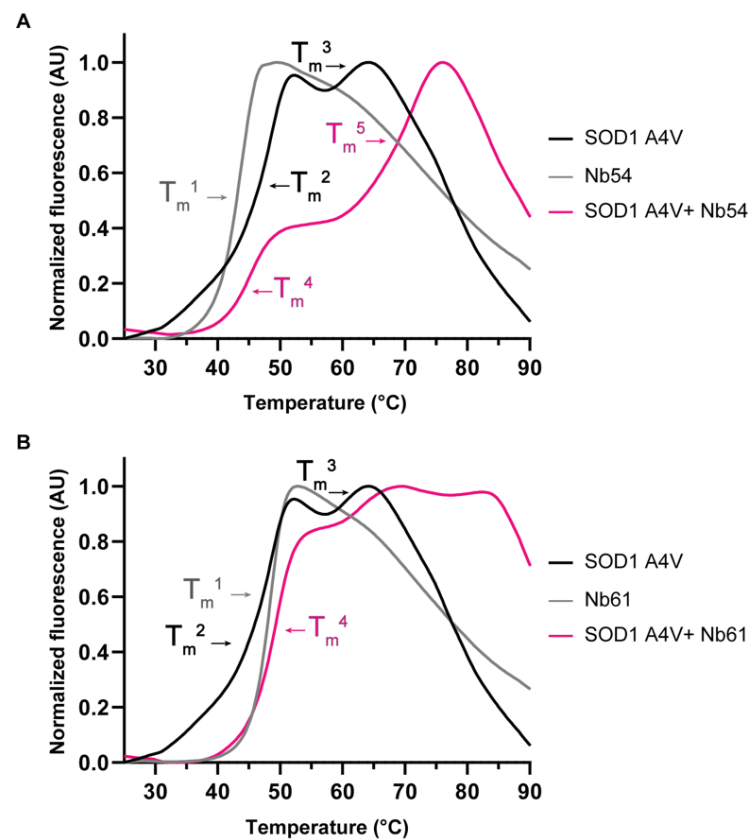 A
Normalized fluorescence (AU)
1.0
0.8
0.6
0.4
0.2
0.0
Tm3
Tm5
Tm1
Tm2
Tm4
SOD1 A4V
Nb54
SOD1 A4V+ Nb54
30 40 50 60 70 80 90
Temperature (°C)
B
Normalized fluorescence (AU)
1.0
0.8
0.6
0.4
0.2
0.0
Tm3
Tm1
Tm2
Tm4
SOD1 A4V
Nb61
SOD1 A4V+ Nb61
30 40 50 60 70 80 90
Temperature (°C)